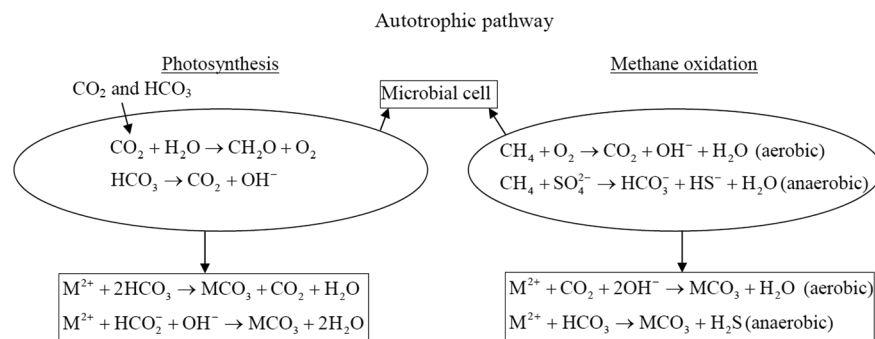 Autotrophic pathway
Photosynthesis
Methane oxidation
CO₂ and HCO₃
Microbial cell
CO₂ + H₂O → CH₂O + O₂
HCO₃ → CO₂ + OH⁻
CH₄ + O₂ → CO₂ + OH⁻ + H₂O (aerobic)
CH₄ + SO₄²⁻ → HCO₃⁻ + HS⁻ + H₂O (anaerobic)
M²⁺ + 2HCO₃ → MCO₃ + CO₂ + H₂O
M²⁺ + HCO₂⁻ + OH⁻ → MCO₃ + 2H₂O
M²⁺ + CO₂ + 2OH⁻ → MCO₃ + H₂O (aerobic)
M²⁺ + HCO₃ → MCO₃ + H₂S (anaerobic)